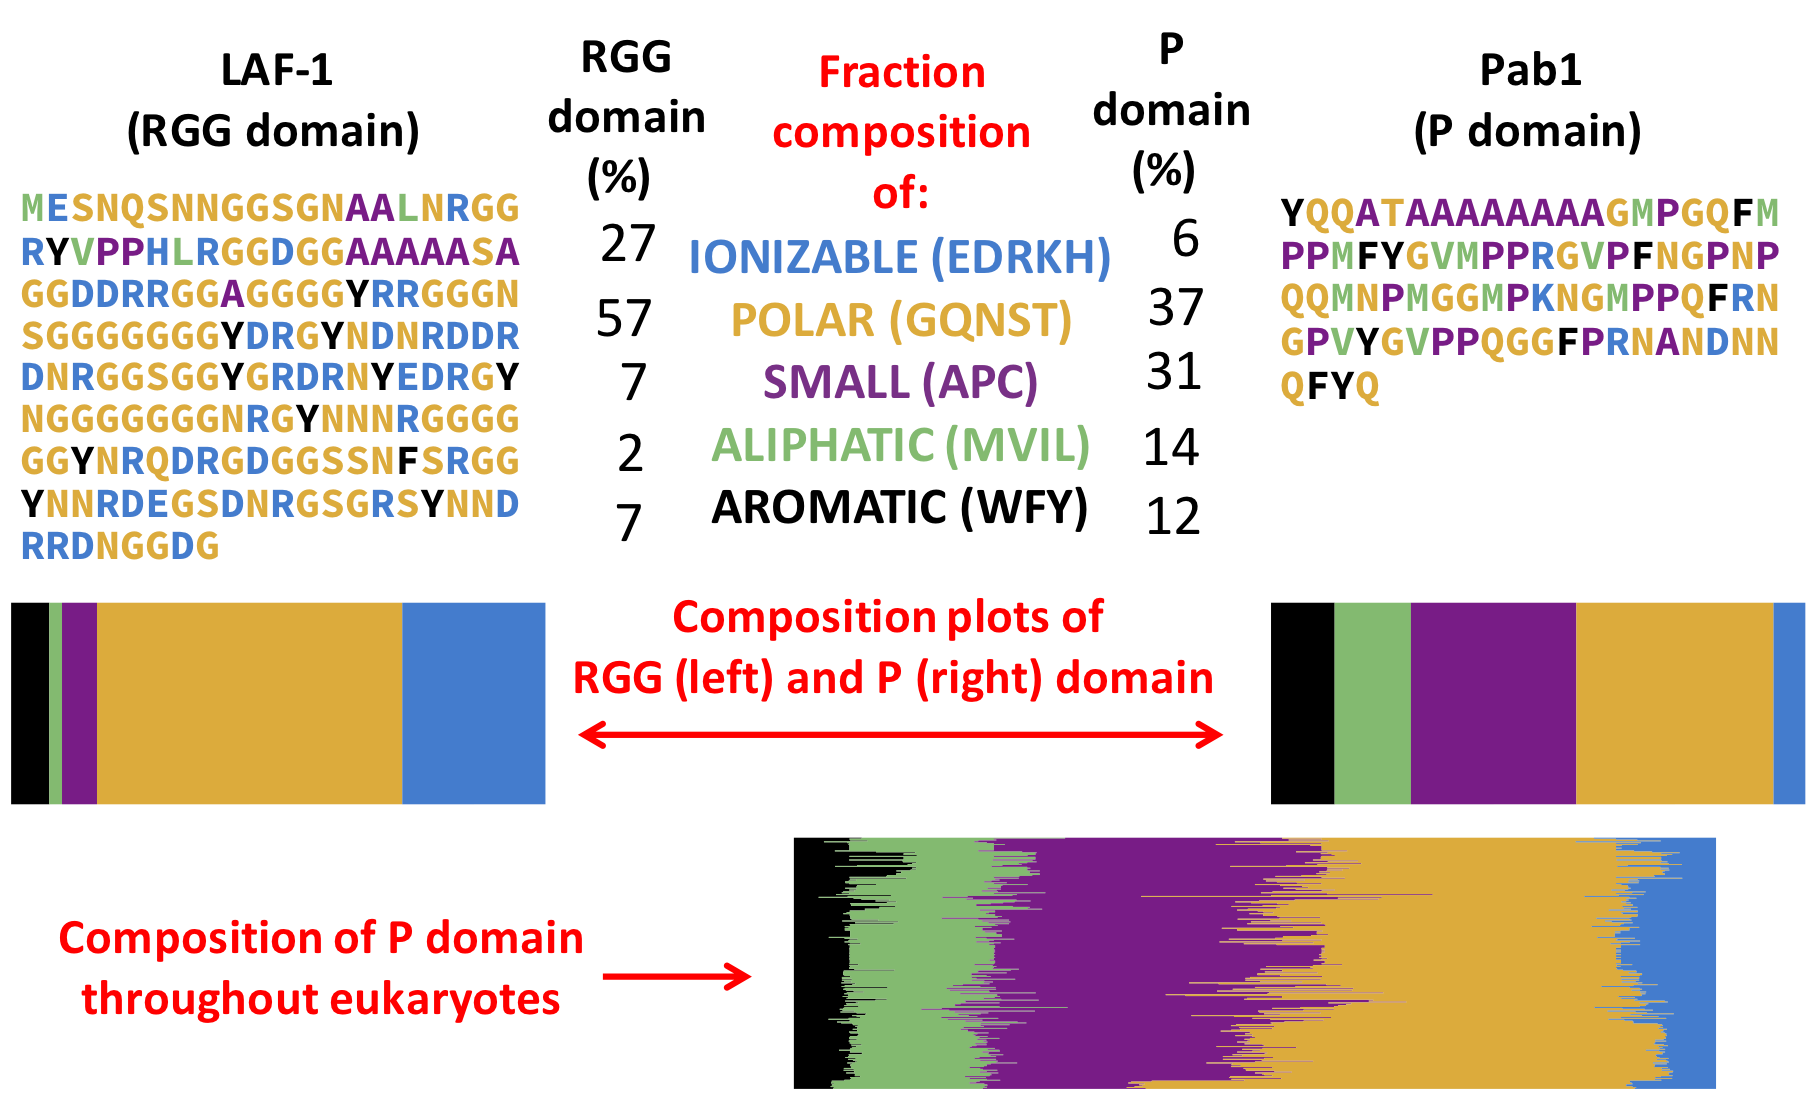 LAF-1
(RGG domain)
MESNQSNNGGSGNAALNRGG
RYVPPHLRGGDGGAAAAASA
GGDDRRGGAGGGGYRRGGGN
SGGGGGGGYDRGYNDNRDDR
DNRGGSGGYGRDRNYEDRGY
NGGGGGGGNRGYNNNRGGGG
GGYNRQDRGDGGSSNFSRGG
YNNRDEGSDNRGSGRSYNND
RRDNGGDG
RGG
domain
(%)
27
57
7
2
7
Fraction
composition
of:
IONIZABLE (EDRKH)
POLAR (GQNST)
SMALL (APC)
ALIPHATIC (MVIL)
AROMATIC (WFY)
P
domain
(%)
6
37
31
14
12
Pab1
(P domain)
YQQATAAAAAAAAGMPGQFM
PPMFYGVMPPRGVPFNGPNP
QQMNPMGGMPKNGMPPQFRN
GPVYGVPPQGGFPRNANDNN
QFYQ
Composition plots of
RGG (left) and P (right) domain
Composition of P domain
throughout eukaryotes